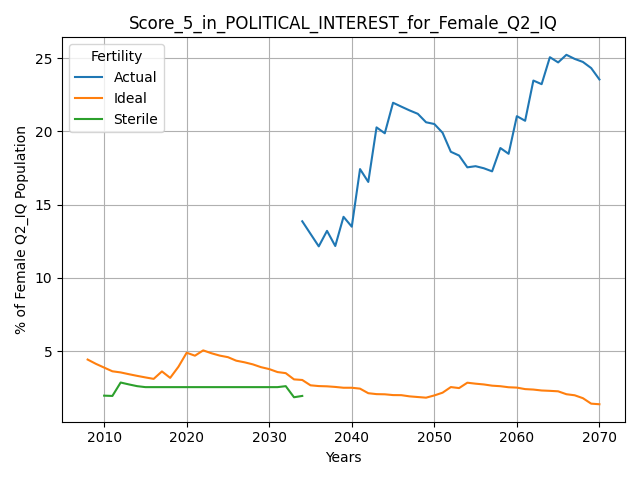 Score_5_in_POLITICAL_INTEREST_for_Female_Q2_IQ
Fertility
Actual
Ideal
Sterile
% of Female Q2_IQ Population
25
20
15
10
5
2010 2020 2030 2040 2050 2060 2070
Years